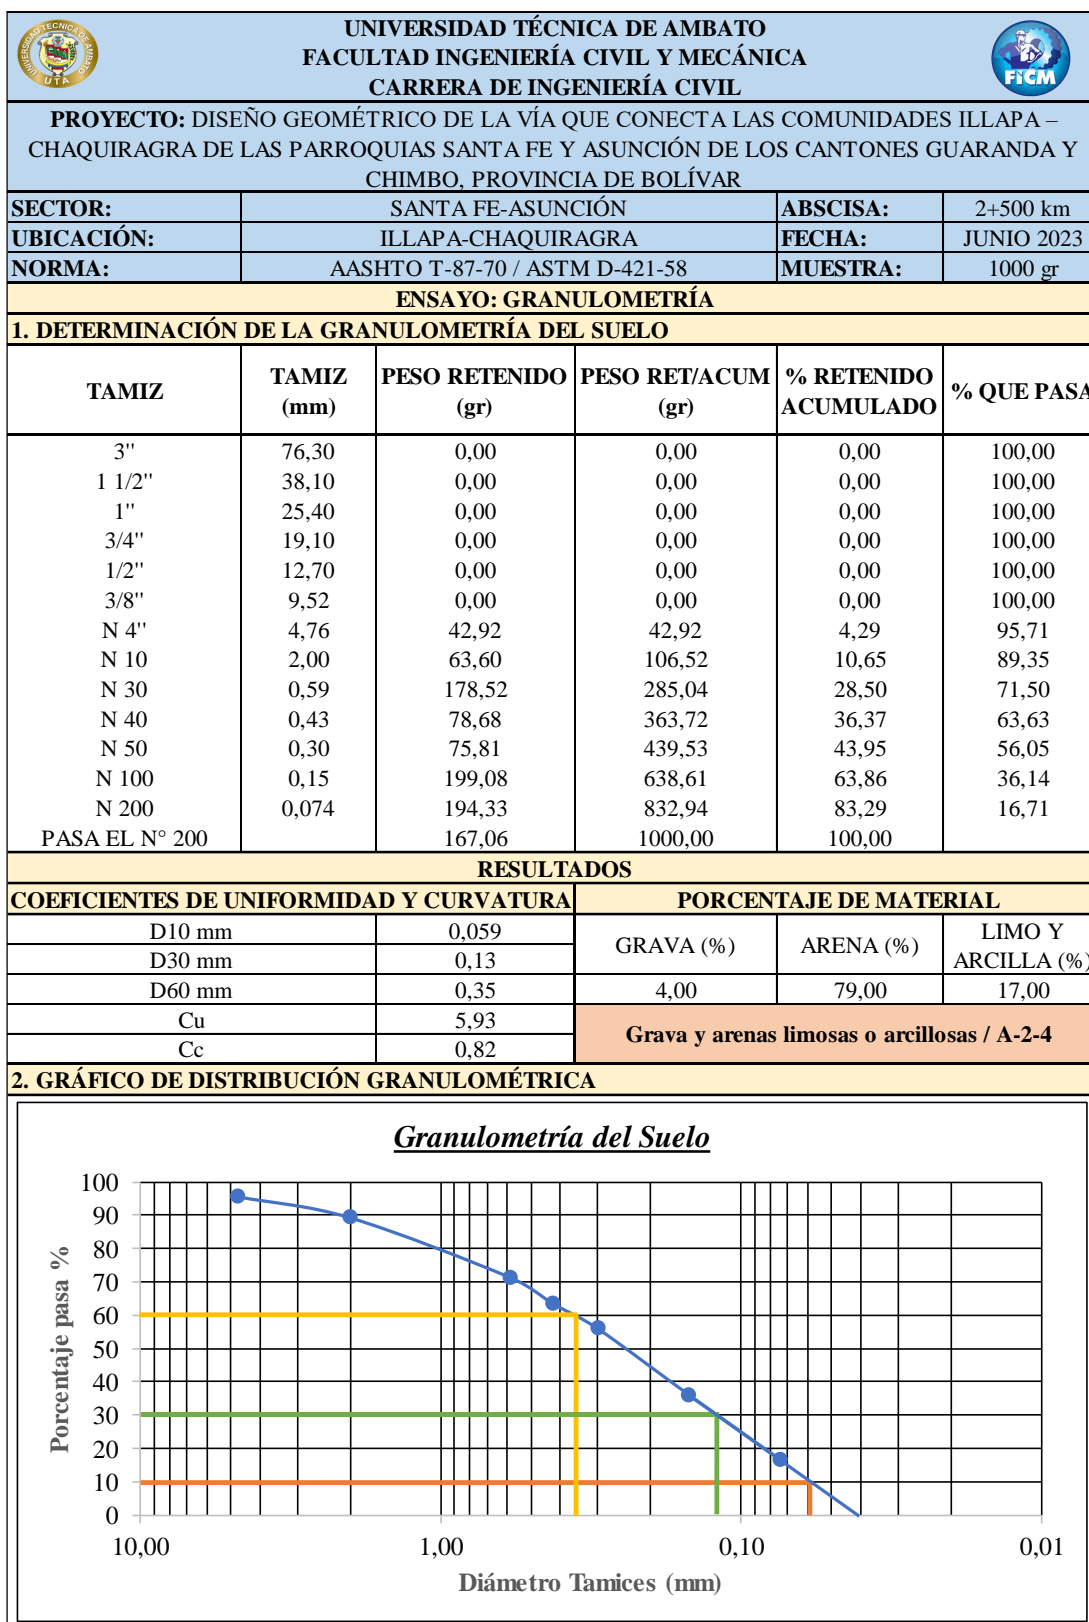 UNIVERSIDAD TÉCNICA DE AMBATO
FACULTAD INGENIERÍA CIVIL Y MECÁNICA
CARRERA DE INGENIERÍA CIVIL
UNIVERSIDAD TECNICA DE AMBATO
UTA
FICM
PROYECTO: DISEÑO GEOMÉTRICO DE LA VÍA QUE CONECTA LAS COMUNIDADES ILLAPA –
CHAQUIRAGRA DE LAS PARROQUIAS SANTA FE Y ASUNCIÓN DE LOS CANTONES GUARANDA Y
CHIMBO, PROVINCIA DE BOLÍVAR
SECTOR: SANTA FE-ASUNCIÓN ABSCISA: 2+500 km
UBICACIÓN: ILLAPA-CHAQUIRAGRA FECHA: JUNIO 2023
NORMA: AASHTO T-87-70 / ASTM D-421-58 MUESTRA: 1000 gr
ENSAYO: GRANULOMETRÍA
1. DETERMINACIÓN DE LA GRANULOMETRÍA DEL SUELO
TAMIZ TAMIZ (mm) PESO RETENIDO (gr) PESO RET/ACUM (gr) % RETENIDO ACUMULADO % QUE PASA
3" 76,30 0,00 0,00 0,00 100,00
1 1/2" 38,10 0,00 0,00 0,00 100,00
1" 25,40 0,00 0,00 0,00 100,00
3/4" 19,10 0,00 0,00 0,00 100,00
1/2" 12,70 0,00 0,00 0,00 100,00
3/8" 9,52 0,00 0,00 0,00 100,00
N 4" 4,76 42,92 42,92 4,29 95,71
N 10 2,00 63,60 106,52 10,65 89,35
N 30 0,59 178,52 285,04 28,50 71,50
N 40 0,43 78,68 363,72 36,37 63,63
N 50 0,30 75,81 439,53 43,95 56,05
N 100 0,15 199,08 638,61 63,86 36,14
N 200 0,074 194,33 832,94 83,29 16,71
PASA EL N° 200 167,06 1000,00 100,00
RESULTADOS
COEFICIENTES DE UNIFORMIDAD Y CURVATURA PORCENTAJE DE MATERIAL
D10 mm 0,059 GRAVA (%) ARENA (%) LIMO Y ARCILLA (%)
D30 mm 0,13
D60 mm 0,35 4,00 79,00 17,00
Cu 5,93 Grava y arenas limosas o arcillosas / A-2-4
Cc 0,82
2. GRÁFICO DE DISTRIBUCIÓN GRANULOMÉTRICA
Granulometría del Suelo
Porcentaje pasa %
100
90
80
70
60
50
40
30
20
10
0
10,00 1,00 0,10 0,01
Diámetro Tamices (mm)